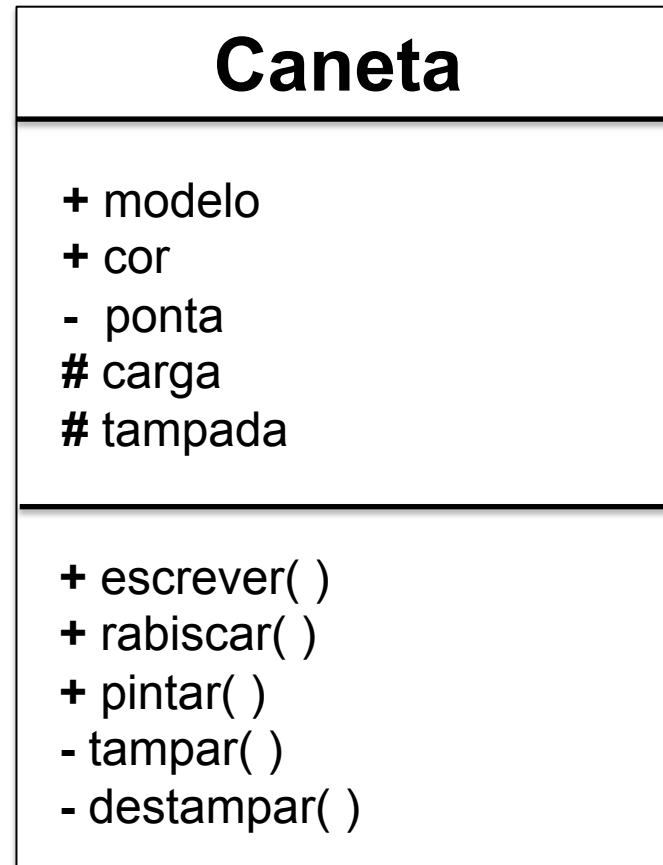 Caneta
+ modelo
+ cor
- ponta
# carga
# tampada
+ escrever( )
+ rabiscar( )
+ pintar( )
- tampar( )
- destampar( )